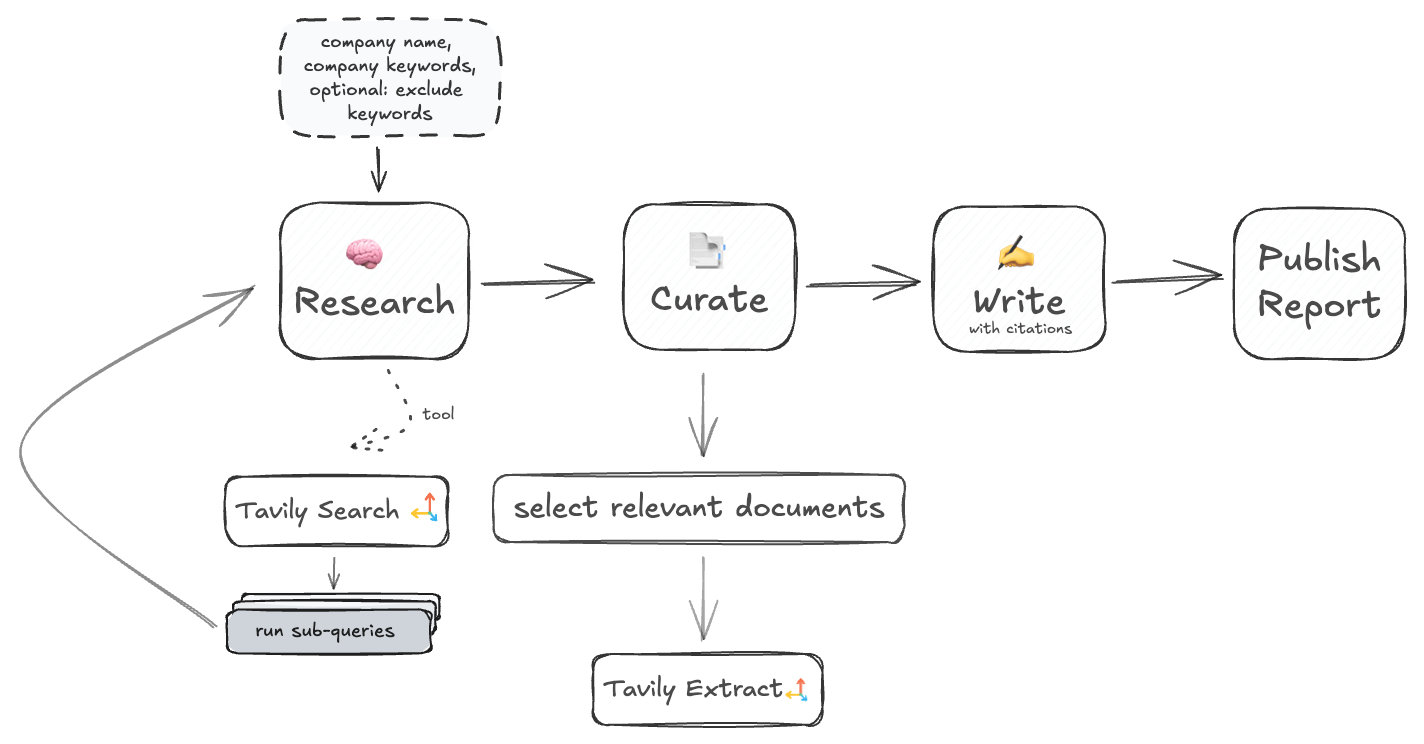 company name,
company keywords,
optional: exclude
keywords
Research
Curate
Write
with citations
Publish
Report
tool
Tavily Search
select relevant documents
run sub-queries
Tavily Extract